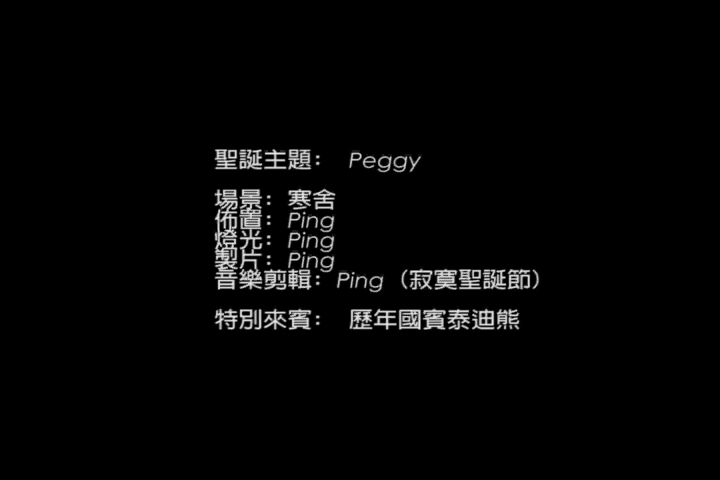 聖誕主題： Peggy
場景：寒舍
佈置：Ping
燈光：Ping
製片：Ping
音樂剪輯：Ping（寂寞聖誕節）
特別來賓： 歷年國賓泰迪熊